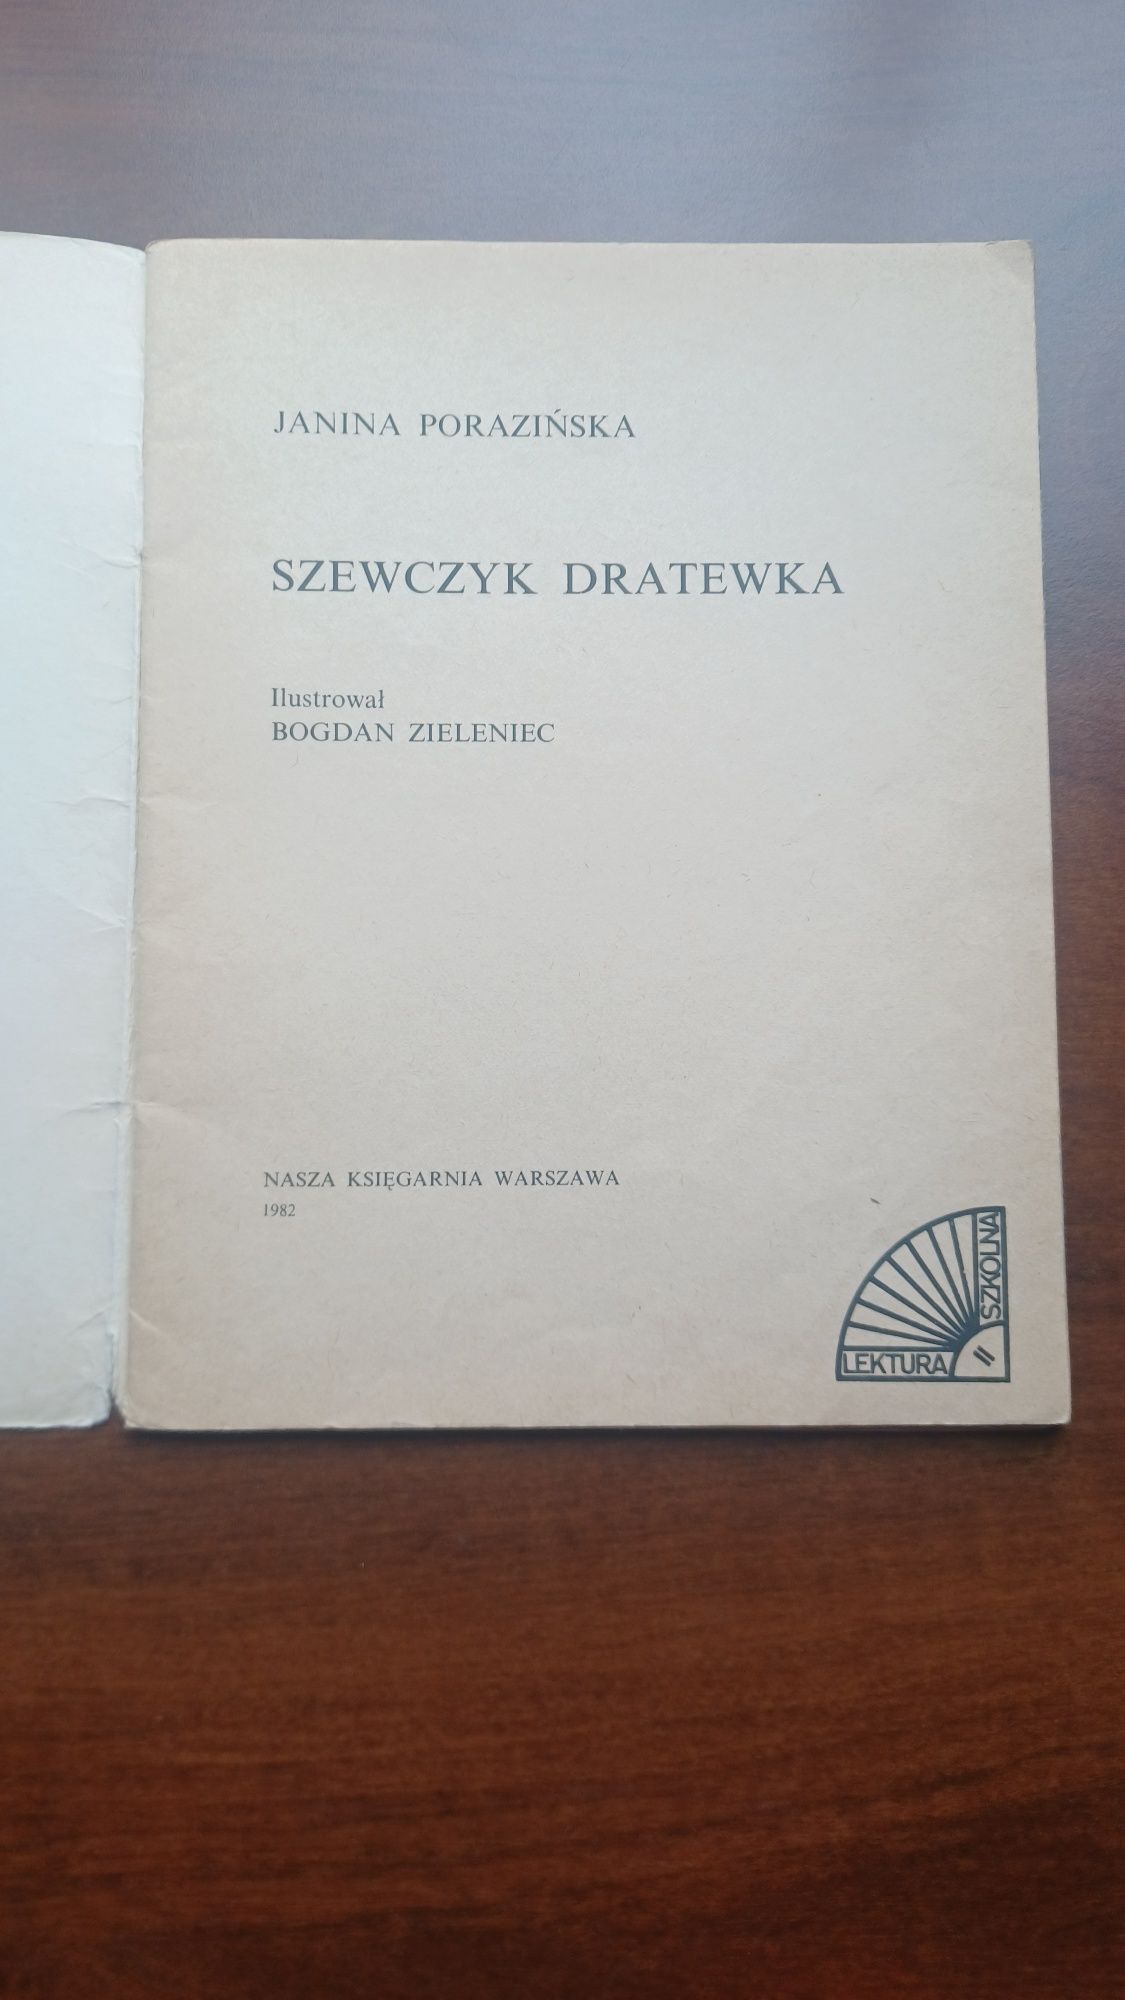 JANINA PORAZIŃSKA
SZEWCZYK DRATEWKA
Ilustrował
BOGDAN ZIELENIEC
NASZA KSIĘGARNIA WARSZAWA
1982
LEKTURA
SZKOLNA
II